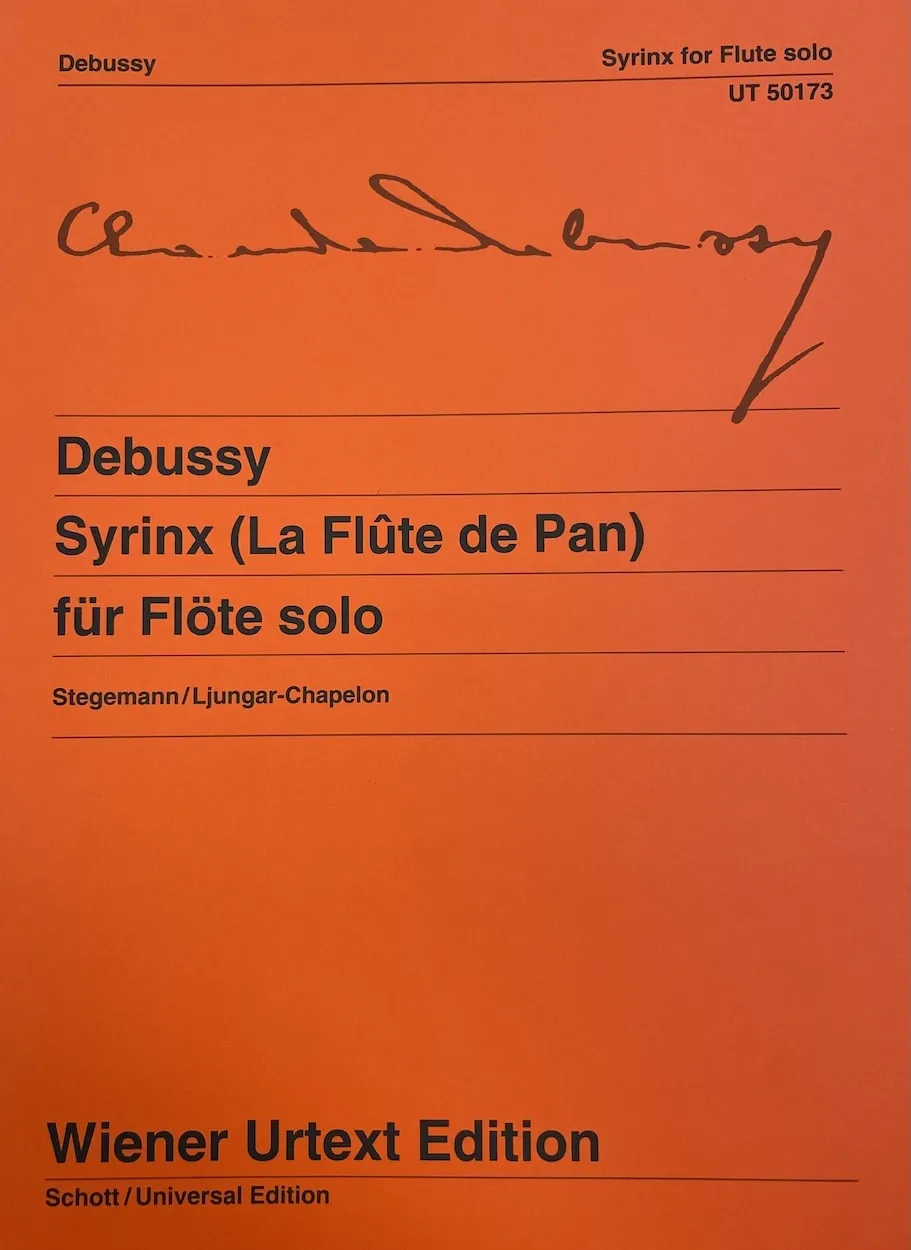 Debussy
Syrinx for Flute solo
UT 50173
Claude Debussy
Debussy
Syrinx (La Flûte de Pan)
für Flöte solo
Stegemann/Ljungar-Chapelon
Wiener Urtext Edition
Schott/Universal Edition